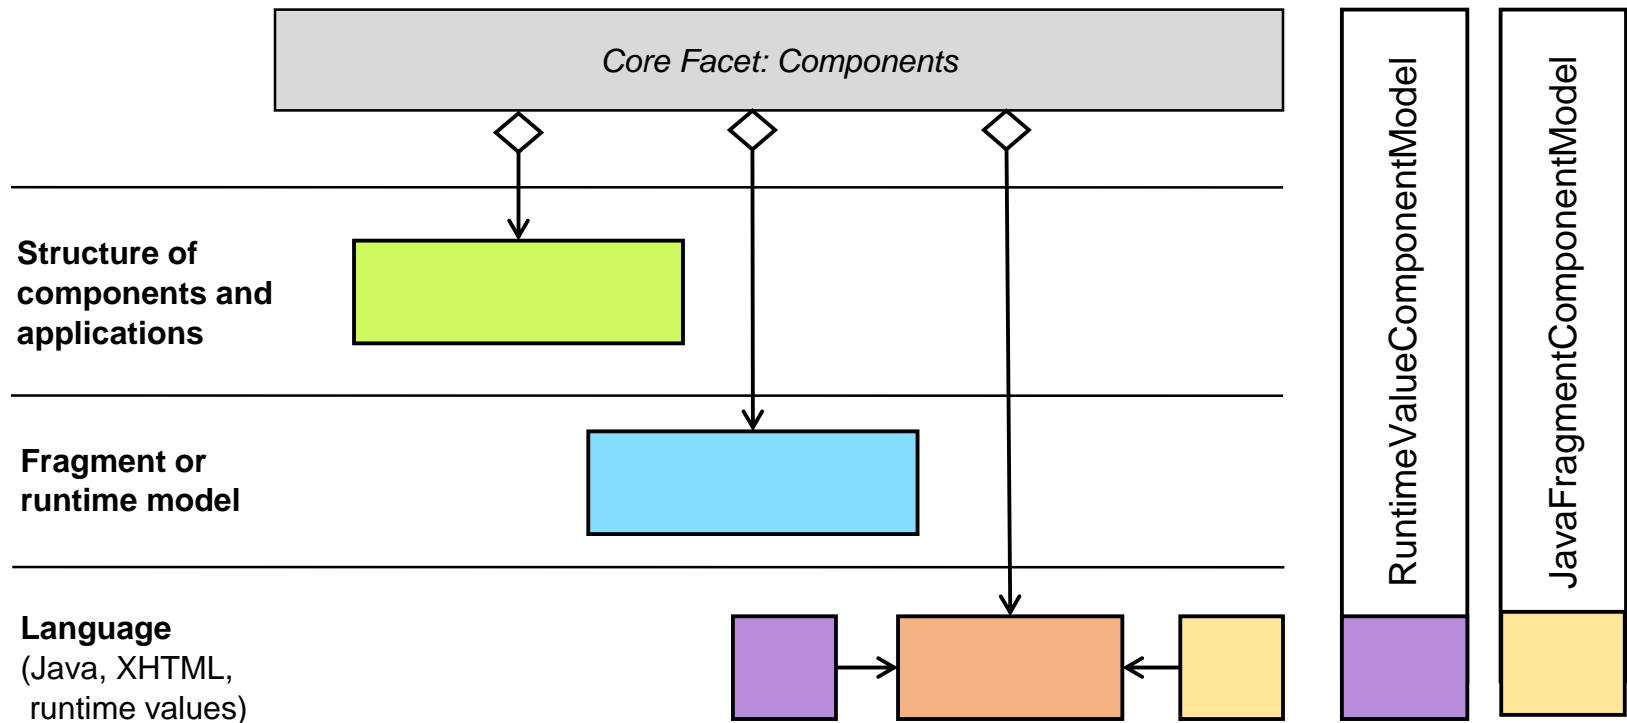 Core Facet: Components
Structure of
components and
applications
Fragment or
runtime model
Language
(Java, XHTML,
runtime values)
RuntimeValueComponentModel
JavaFragmentComponentModel